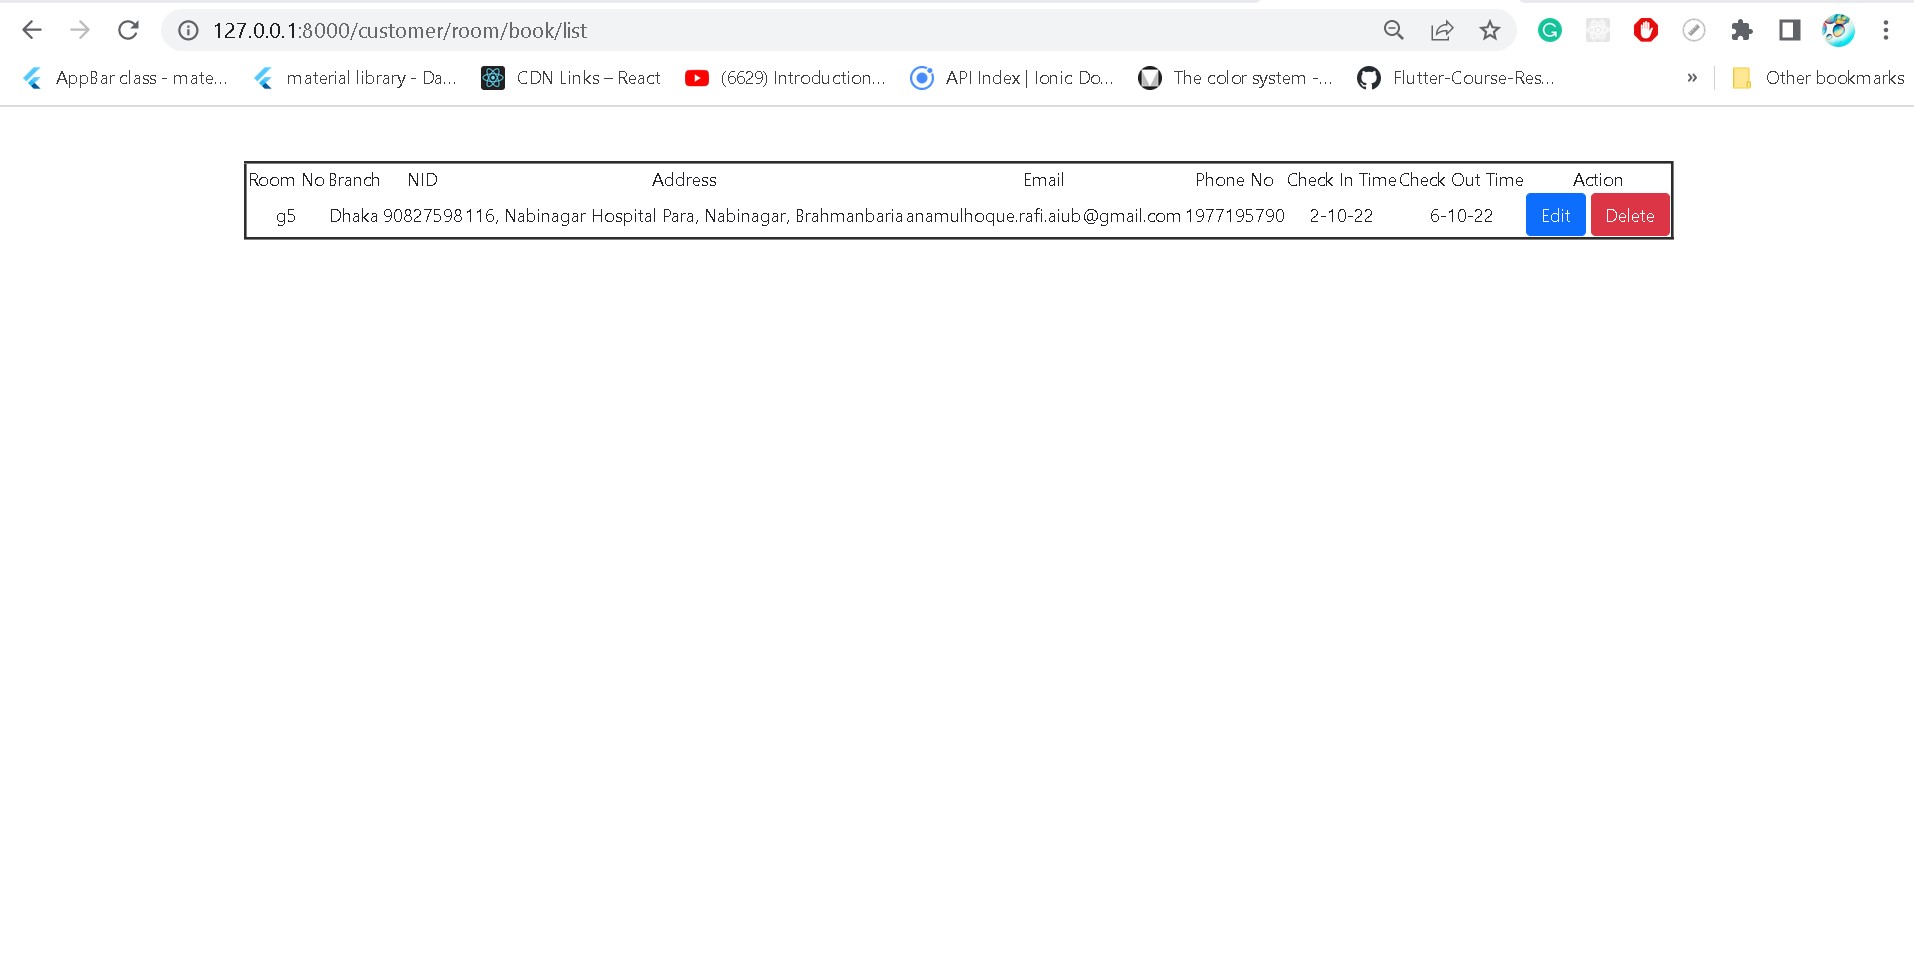 127.0.0.1:8000/customer/room/book/list
AppBar class - mate... material library - Da... CDN Links – React (6629) Introduction... API Index | Ionic Do... The color system -... Flutter-Course-Res... » Other bookmarks
Room No Branch NID Address Email Phone No Check In Time Check Out Time Action
g5 Dhaka 90827598 116, Nabinagar Hospital Para, Nabinagar, Brahmanbaria anamulhoque.rafi.aiub@gmail.com 1977195790 2-10-22 6-10-22 Edit Delete